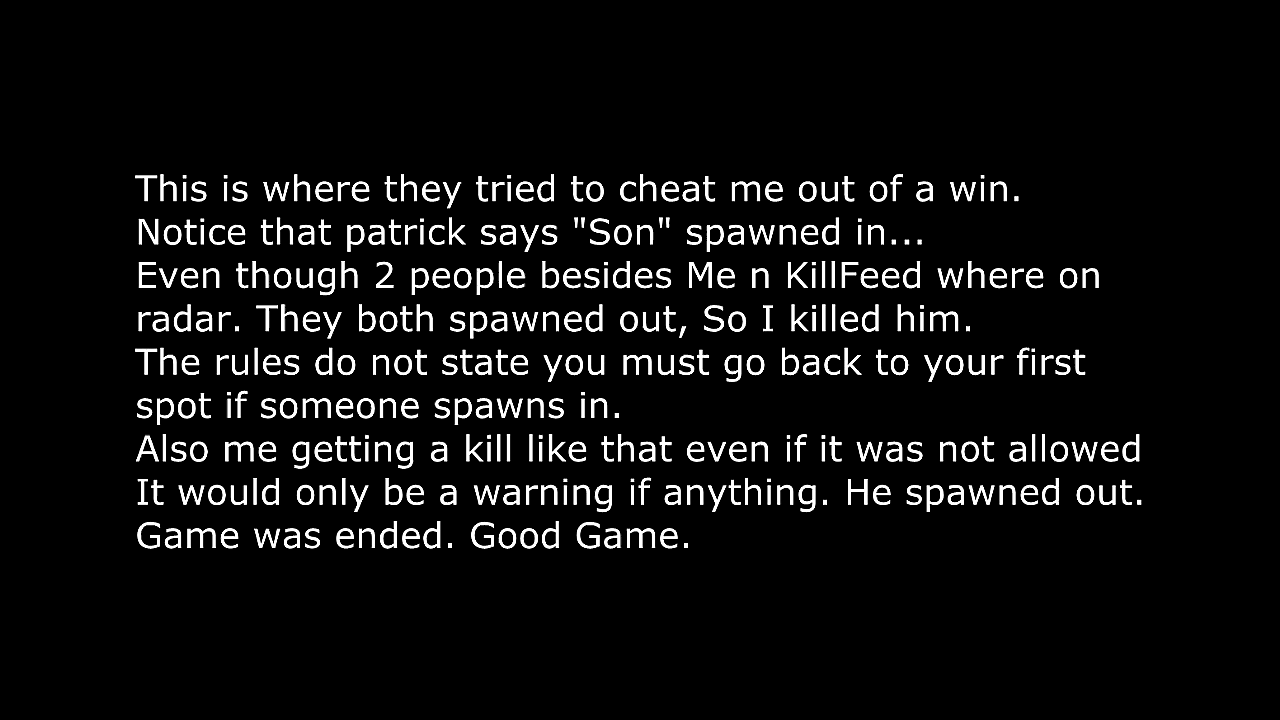 This is where they tried to cheat me out of a win.
Notice that patrick says "Son" spawned in...
Even though 2 people besides Me n KillFeed where on
radar. They both spawned out, So I killed him.
The rules do not state you must go back to your first
spot if someone spawns in.
Also me getting a kill like that even if it was not allowed
It would only be a warning if anything. He spawned out.
Game was ended. Good Game.